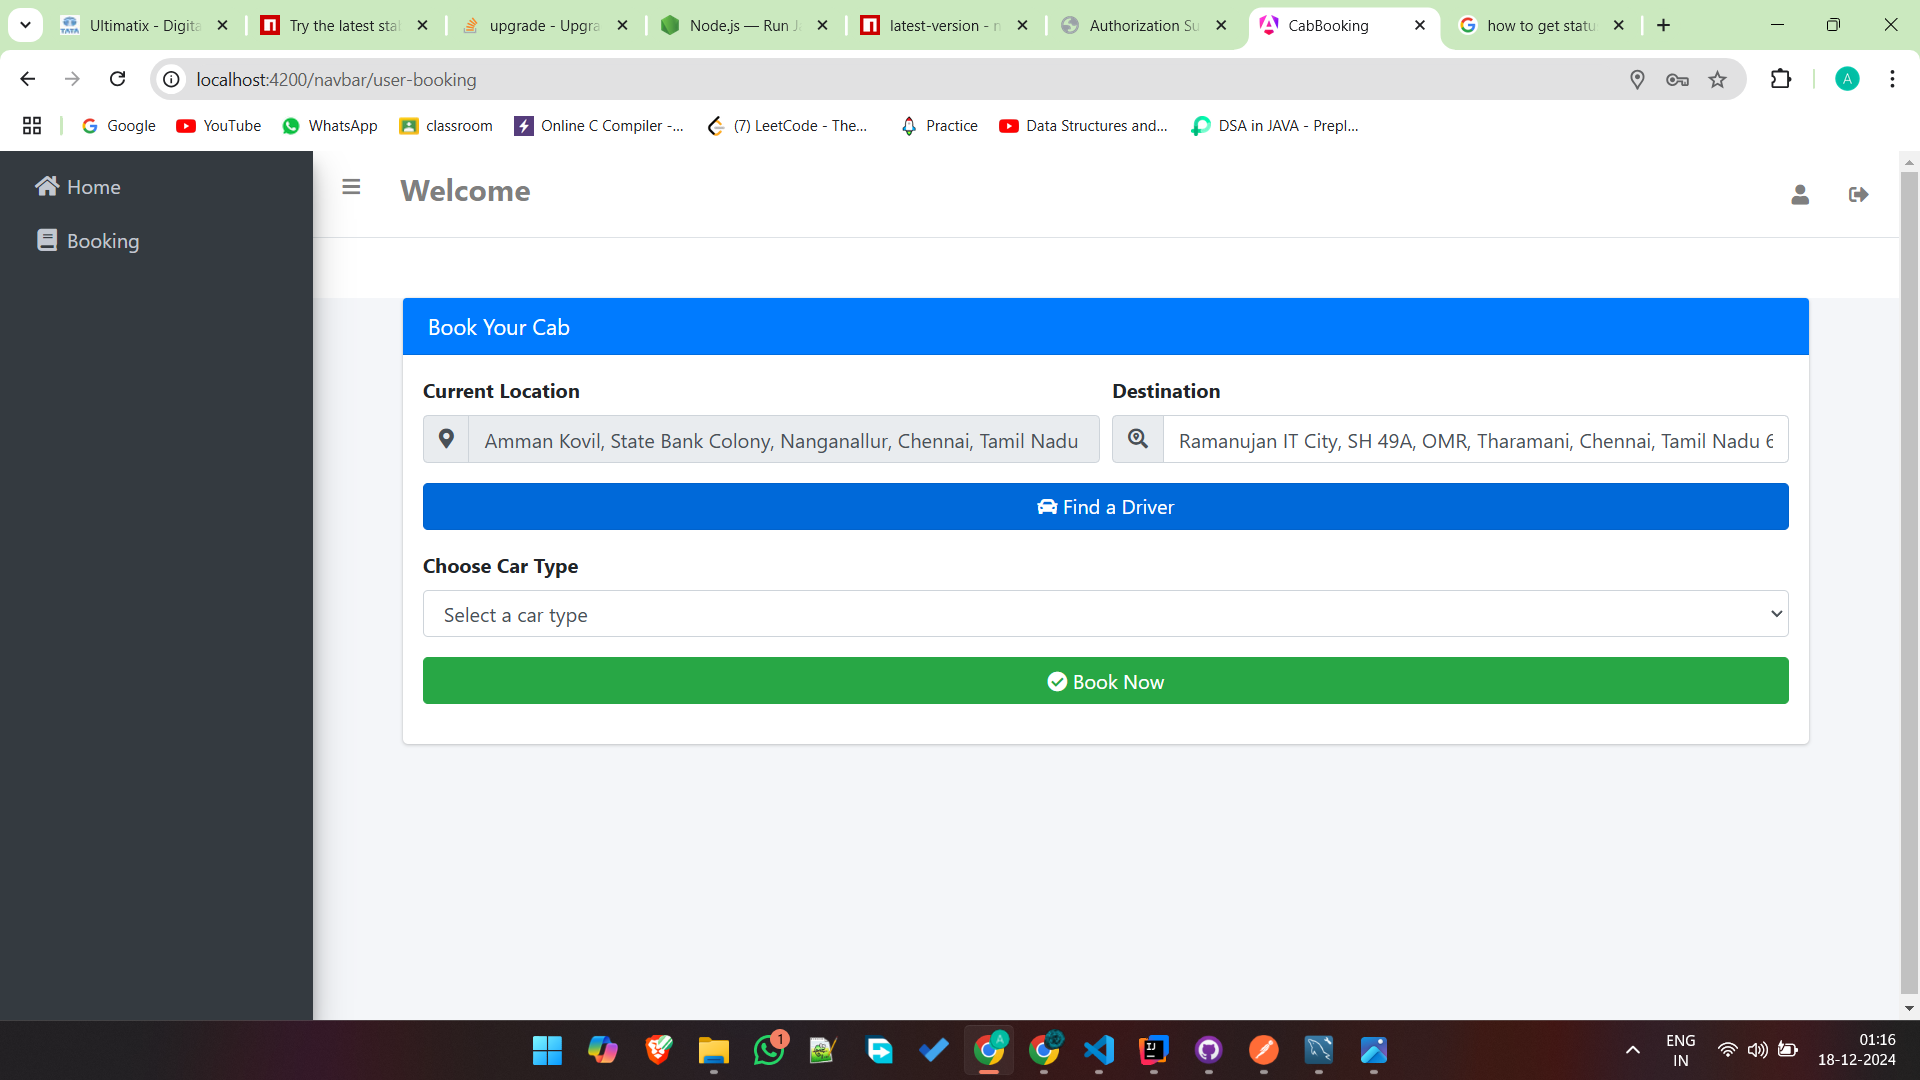 Ultimatix - Digita
Try the latest stal
upgrade - Upgra
Node.js — Run Ja
latest-version - n
Authorization Su
CabBooking
how to get statu
localhost:4200/navbar/user-booking
A
Google
YouTube
WhatsApp
classroom
Online C Compiler -...
(7) LeetCode - The...
Practice
Data Structures and...
DSA in JAVA - Prepl...
Home
Booking
Welcome
Book Your Cab
Current Location
Destination
Amman Kovil, State Bank Colony, Nanganallur, Chennai, Tamil Nadu
Ramanujan IT City, SH 49A, OMR, Tharamani, Chennai, Tamil Nadu 6
Find a Driver
Choose Car Type
Select a car type
Book Now
1
A
ENG
IN
01:16
18-12-2024